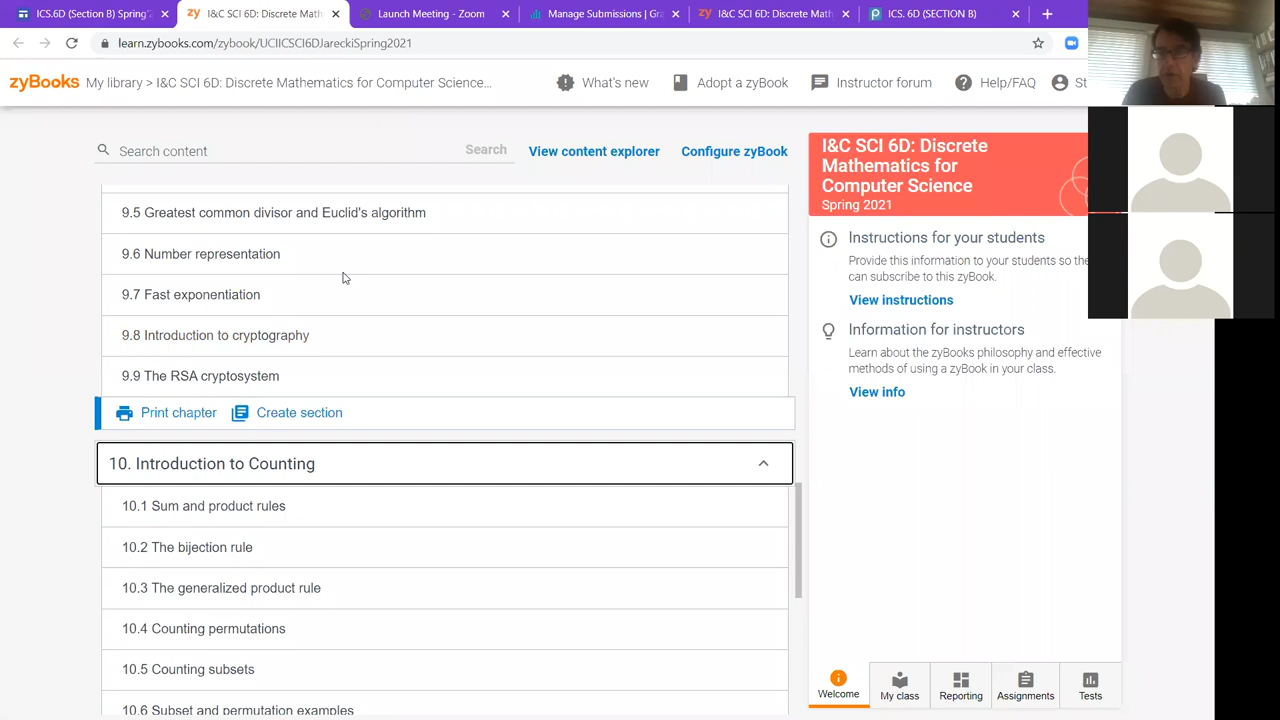 ICS.6D (Section B) Spring'2
I&C SCI 6D: Discrete Math
Launch Meeting - Zoom
Manage Submissions | Gra
I&C SCI 6D: Discrete Math
ICS. 6D (SECTION B)
learn.zybooks.com/zybook/UCIICSCI6DJarecki
zyBooks My library > I&C SCI 6D: Discrete Mathematics for Computer Science...
What's new
Adopt a zyBook
Instructor forum
Help/FAQ
St
Search content
Search
View content explorer
Configure zyBook
9.5 Greatest common divisor and Euclid's algorithm
9.6 Number representation
9.7 Fast exponentiation
9.8 Introduction to cryptography
9.9 The RSA cryptosystem
Print chapter
Create section
10. Introduction to Counting
10.1 Sum and product rules
10.2 The bijection rule
10.3 The generalized product rule
10.4 Counting permutations
10.5 Counting subsets
10.6 Subset and permutation examples
I&C SCI 6D: Discrete
Mathematics for
Computer Science
Spring 2021
Instructions for your students
Provide this information to your students so the
can subscribe to this zyBook.
View instructions
Information for instructors
Learn about the zyBooks philosophy and effective
methods of using a zyBook in your class.
View info
Welcome
My class
Reporting
Assignments
Tests